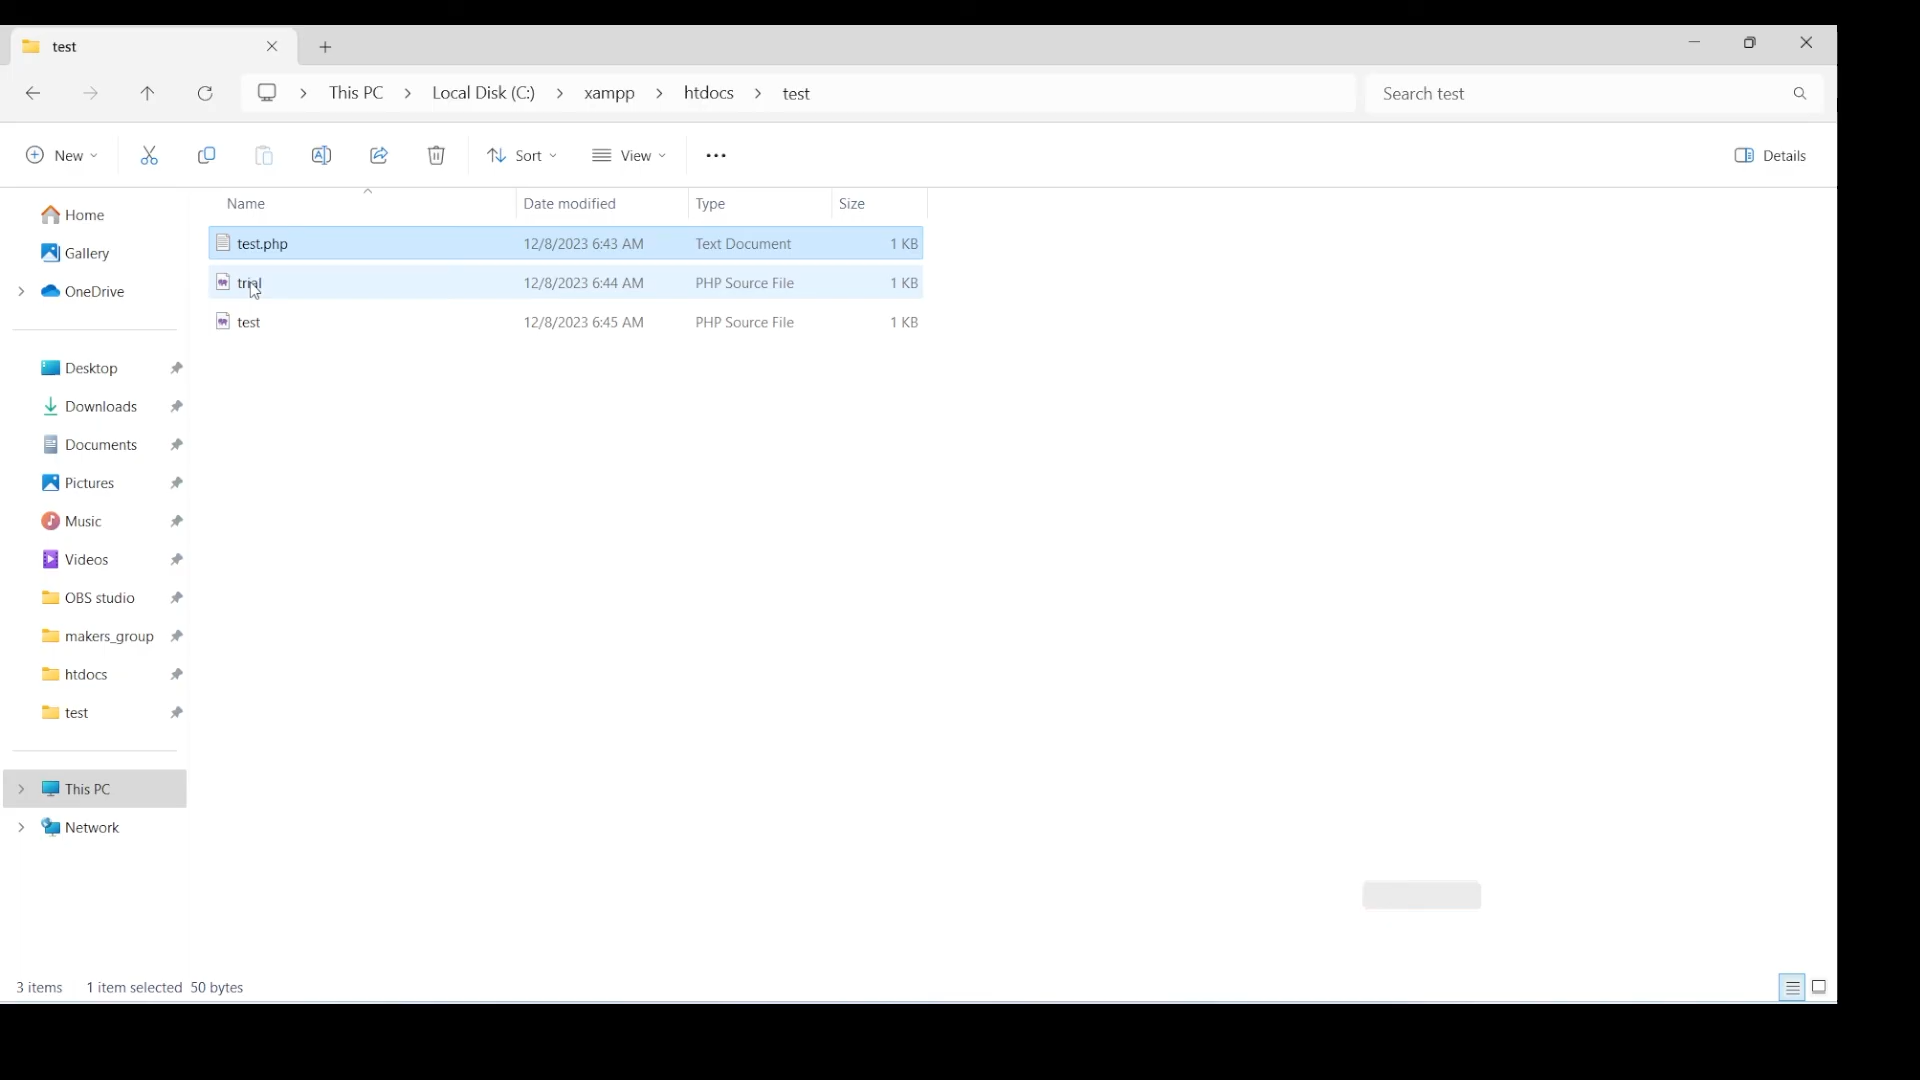 test
This PC Local Disk (C:) xampp htdocs test
Search test
New Sort View Details
Name Date modified Type Size
test.php 12/8/2023 6:43 AM Text Document 1 KB
trial 12/8/2023 6:44 AM PHP Source File 1 KB
test 12/8/2023 6:45 AM PHP Source File 1 KB
Home
Gallery
OneDrive
Desktop
Downloads
Documents
Pictures
Music
Videos
OBS studio
makers_group
htdocs
test
This PC
Network
3 items 1 item selected 50 bytes